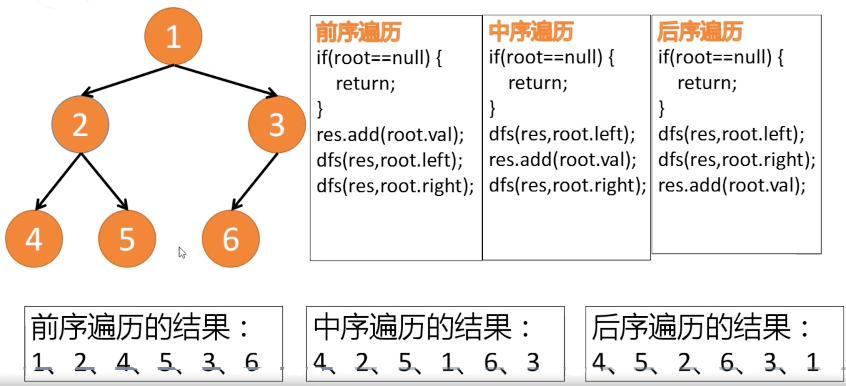 1
2
3
4
5
6
前序遍历
if(root==null) {
return;
}
res.add(root.val);
dfs(res,root.left);
dfs(res,root.right);
中序遍历
if(root==null) {
return;
}
dfs(res,root.left);
res.add(root.val);
dfs(res,root.right);
后序遍历
if(root==null) {
return;
}
dfs(res,root.left);
dfs(res,root.right);
res.add(root.val);
前序遍历的结果：
1、2、4、5、3、6
中序遍历的结果：
4、2、5、1、6、3
后序遍历的结果：
4、5、2、6、3、1